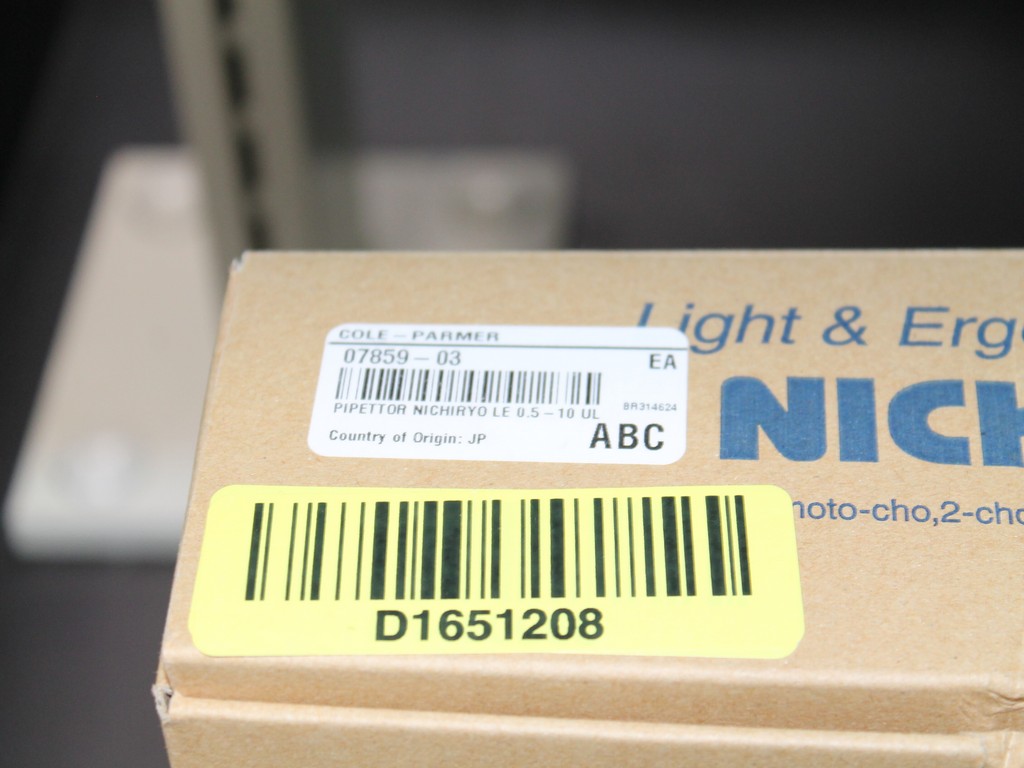 Light & Erg
NICH
COLE-PARMER
07859-03
EA
PIPETTOR NICHIRYO LE 0.5-10 UL
BR314624
Country of Origin: JP
ABC
moto-cho,2-cho
D1651208